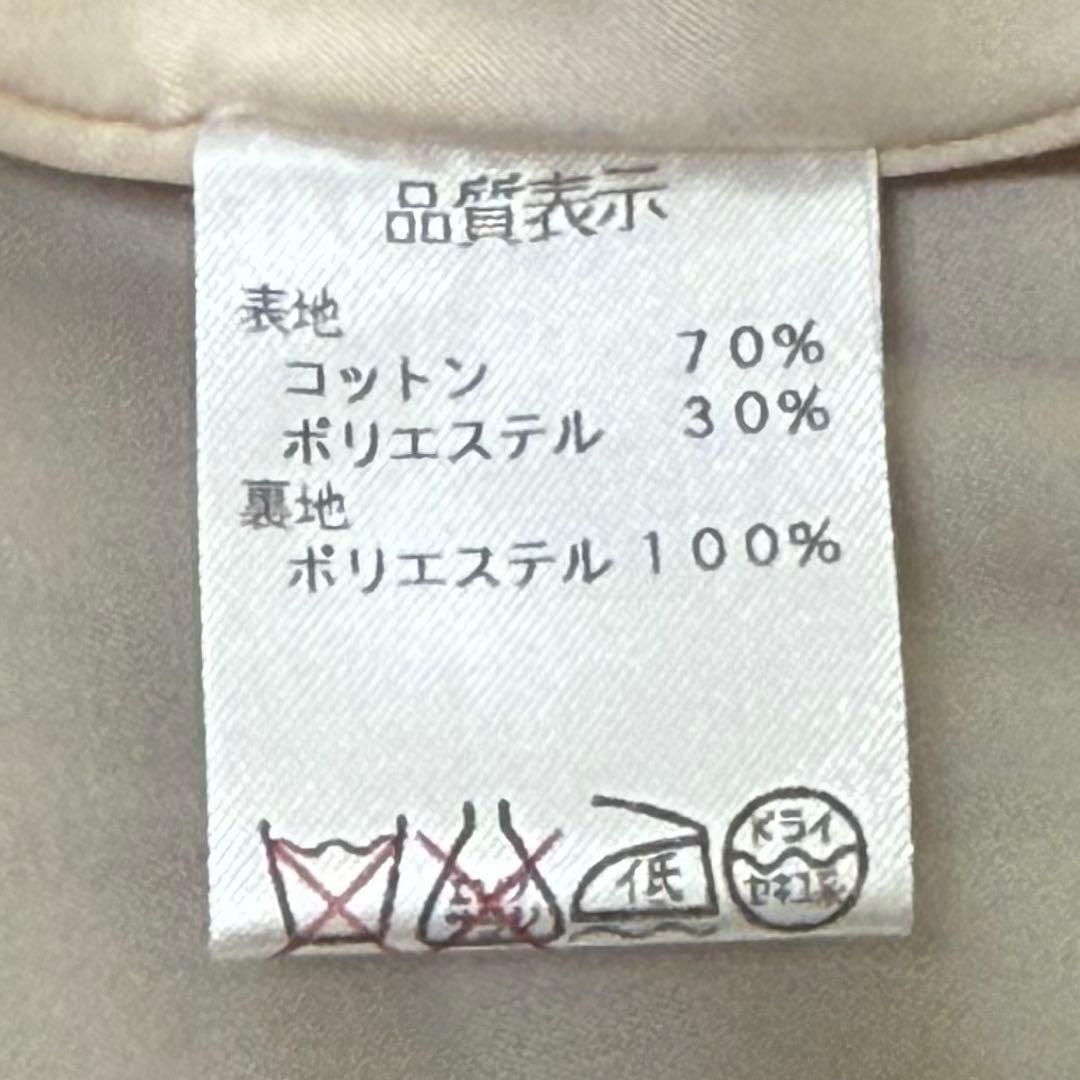 品質表示
表地
コットン 70%
ポリエステル 30%
裏地
ポリエステル 100%
低
ドライ
セキユ系